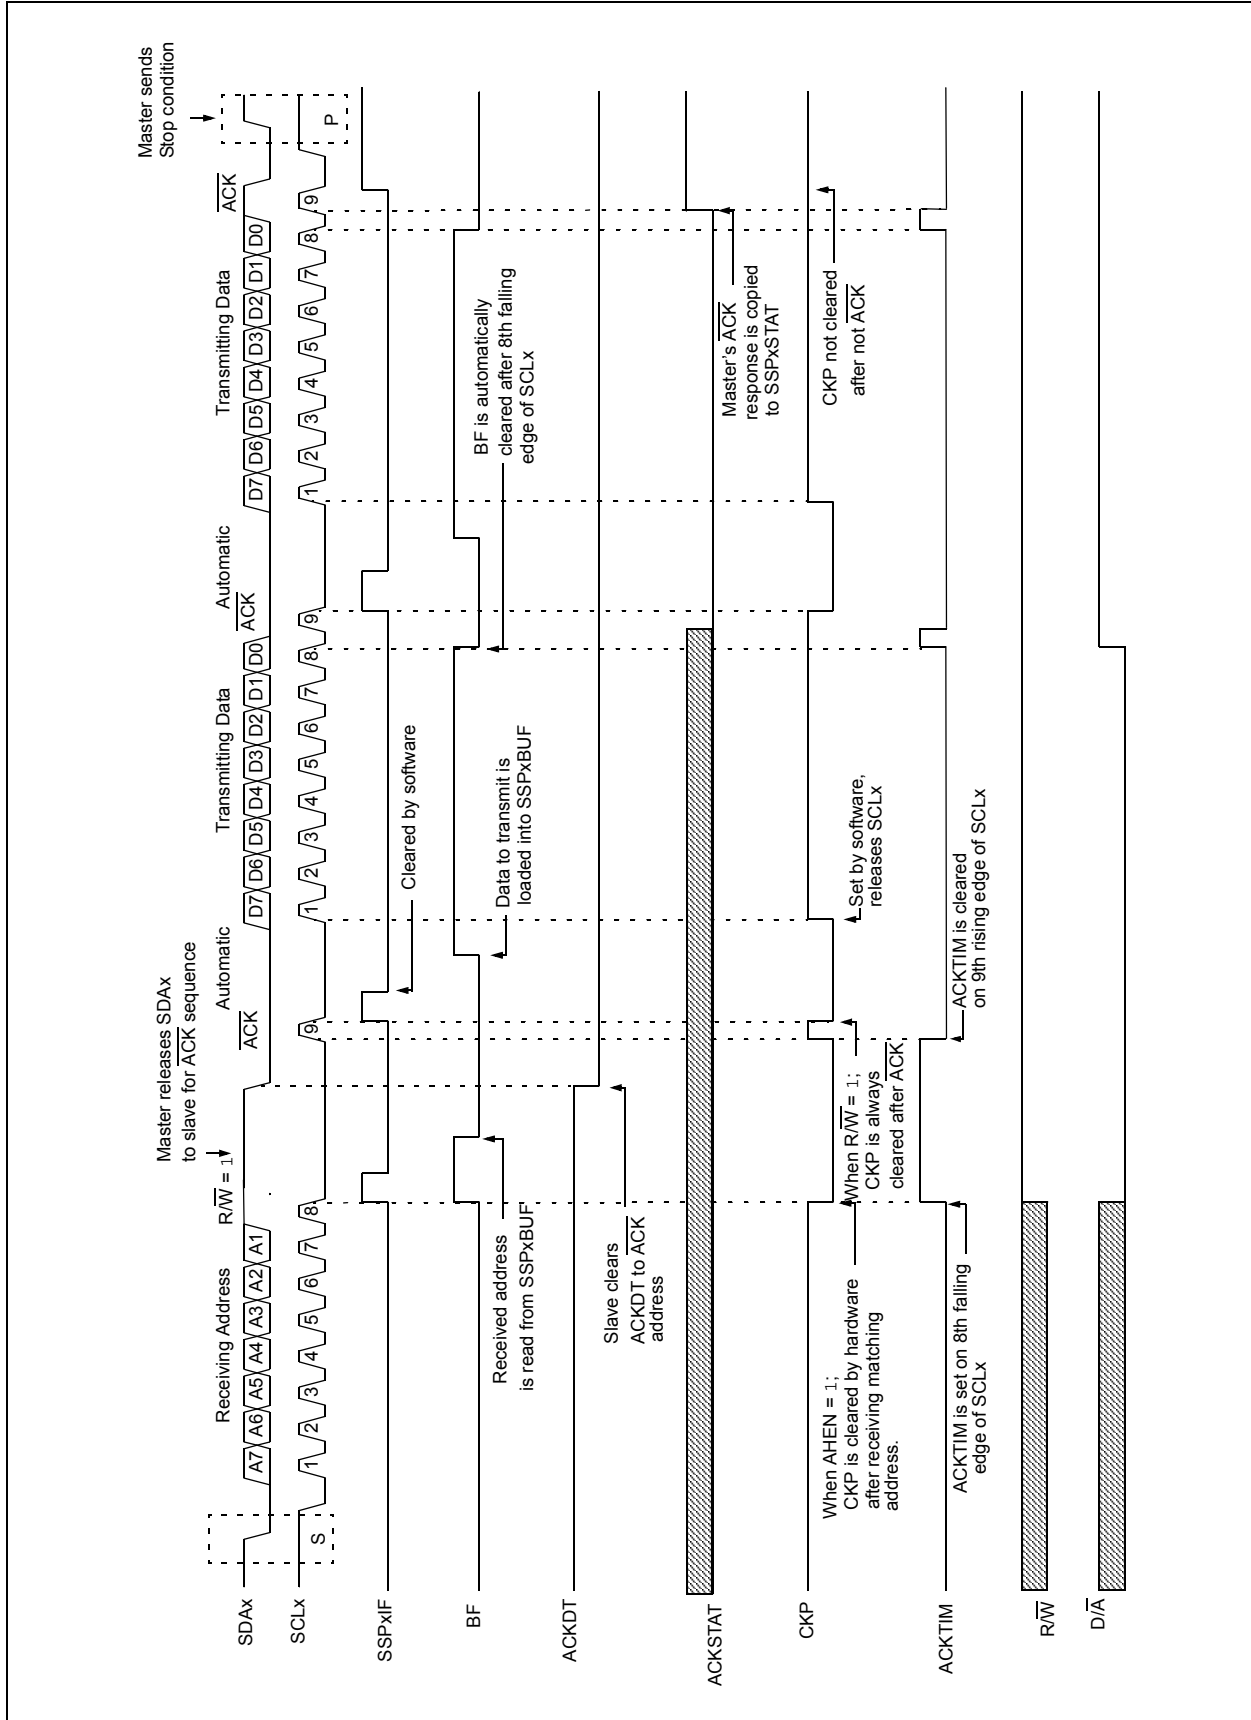 Master releases SDAx
to slave for ACK sequence
Master sends
Stop condition
Receiving Address
R/W = 1
ACK
Automatic
Transmitting Data
ACK
Automatic
Transmitting Data
ACK
SDAx
A7 A6 A5 A4 A3 A2 A1
D7 D6 D5 D4 D3 D2 D1 D0
D7 D6 D5 D4 D3 D2 D1 D0
SCLx
S
1 2 3 4 5 6 7 8 9
1 2 3 4 5 6 7 8 9
1 2 3 4 5 6 7 8 9
P
SSPxIF
Cleared by software
BF
Received address
is read from SSPxBUF
Data to transmit is
loaded into SSPxBUF
BF is automatically
cleared after 8th falling
edge of SCLx
ACKDT
Slave clears
ACKDT to ACK
address
ACKSTAT
Master's ACK
response is copied
to SSPxSTAT
CKP
When AHEN = 1;
CKP is cleared by hardware
after receiving matching
address.
When R/W = 1;
CKP is always
cleared after ACK
Set by software,
releases SCLx
CKP not cleared
after not ACK
ACKTIM
ACKTIM is set on 8th falling
edge of SCLx
ACKTIM is cleared
on 9th rising edge of SCLx
R/W
D/A